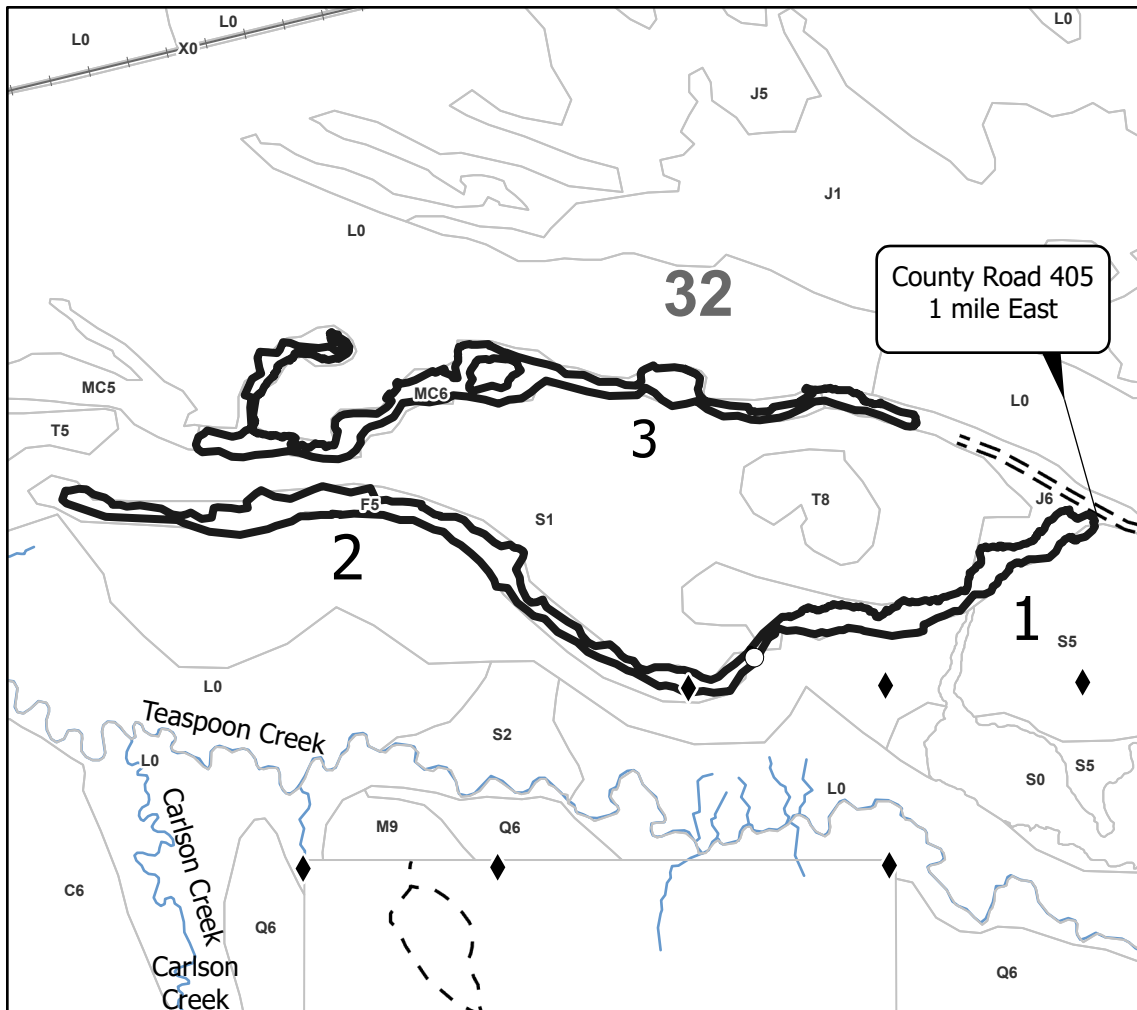 L0
L0
L0
X0
J5
J1
L0
County Road 405
1 mile East
32
MC5
MC6
L0
T5
3
F5
S1
T8
J6
2
1
S5
L0
Teaspoon Creek
S2
L0
S5
S0
L0
Carlson Creek
M9
Q6
C6
Q6
Carlson
Creek
Q6